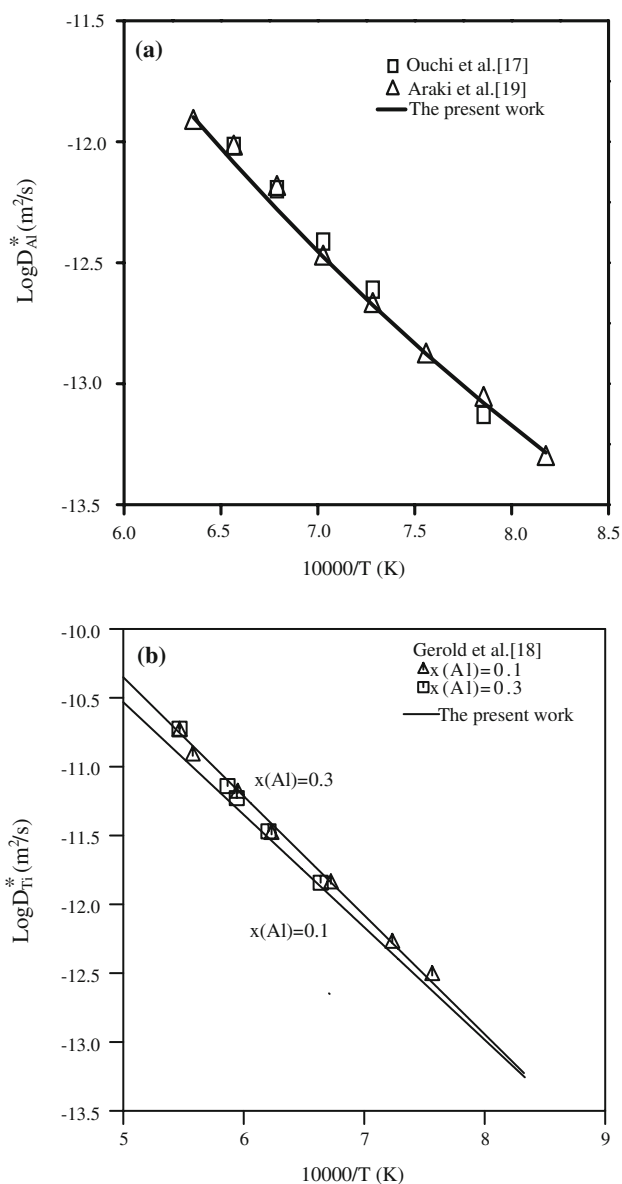 (a)
Ouchi et al.[17]
Araki et al.[19]
The present work
-11.5
-12.0
-12.5
-13.0
-13.5
LogD*Al (m2/s)
6.0 6.5 7.0 7.5 8.0 8.5
10000/T (K)
(b)
Gerold et al.[18]
x(Al)=0.1
x(Al)=0.3
The present work
x(Al)=0.3
x(Al)=0.1
-10.0
-10.5
-11.0
-11.5
-12.0
-12.5
-13.0
-13.5
LogD*Ti (m2/s)
5 6 7 8 9
10000/T (K)